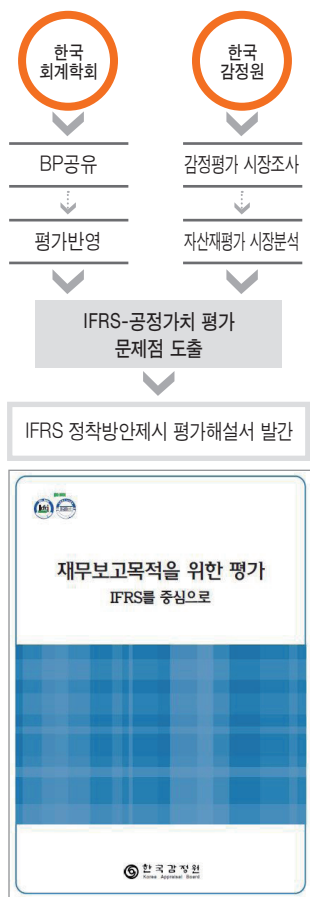 한국
회계학회
한국
감정원
BP공유
감정평가 시장조사
평가반영
자산재평가 시장분석
IFRS-공정가치 평가
문제점 도출
IFRS 정착방안제시 평가해설서 발간
재무보고목적을 위한 평가
IFRS를 중심으로
한국감정원
Korea Appraisal Board